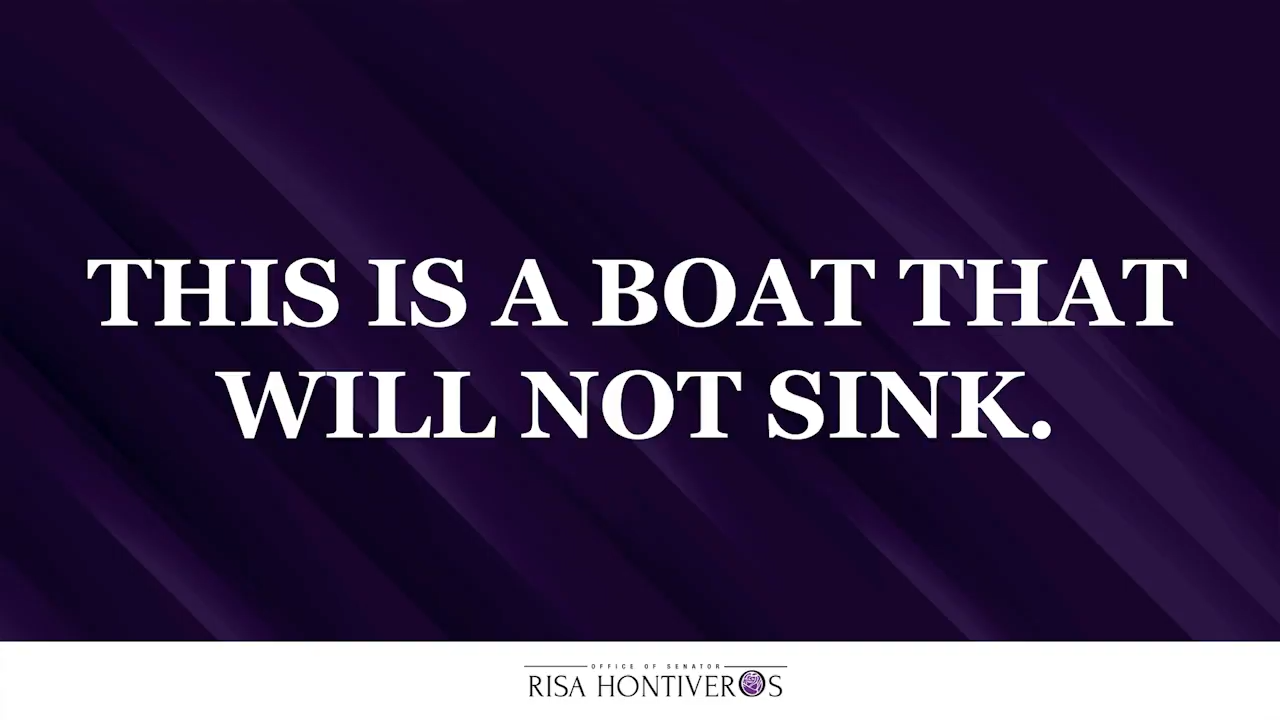 THIS IS A BOAT THAT
WILL NOT SINK.
OFFICE OF SENATOR
RISA HONTIVEROS